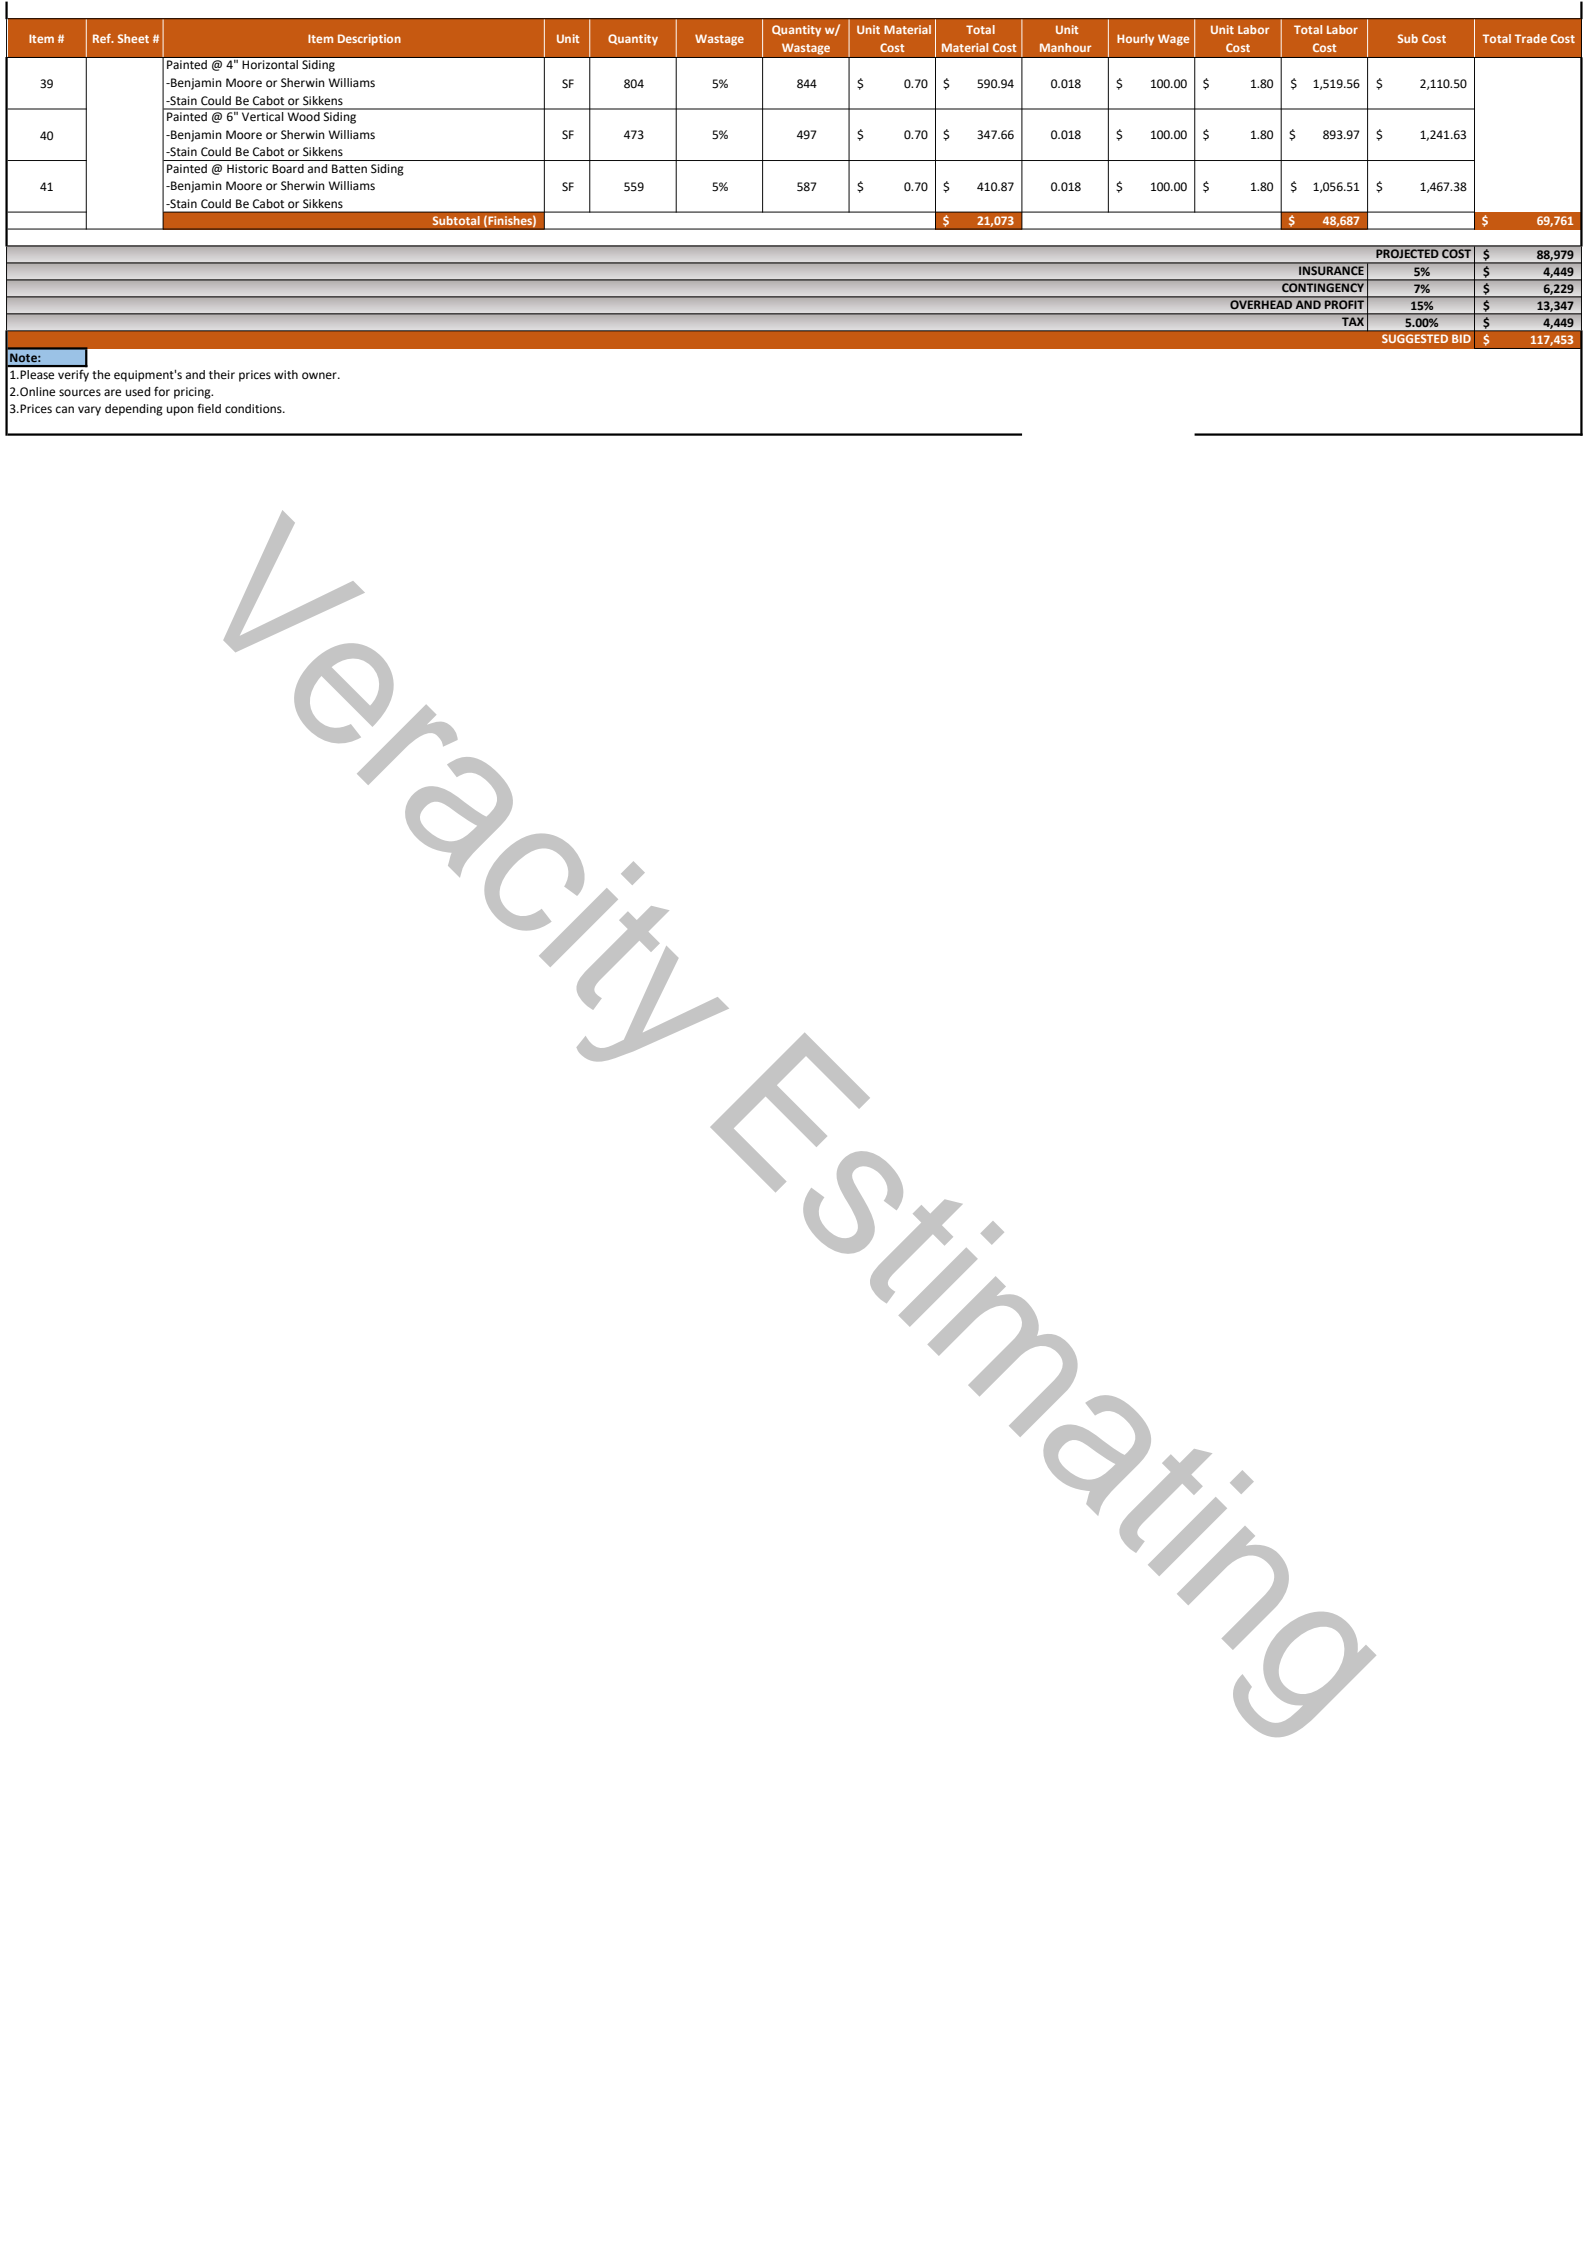 Item # Ref. Sheet # Item Description Unit Quantity Wastage Quantity w/ Wastage Unit Material Cost Total Material Cost Unit Manhour Hourly Wage Unit Labor Cost Total Labor Cost Sub Cost Total Trade Cost
Painted @ 4" Horizontal Siding
39 -Benjamin Moore or Sherwin Williams SF 804 5% 844 $ 0.70 $ 590.94 0.018 $ 100.00 $ 1.80 $ 1,519.56 $ 2,110.50
-Stain Could Be Cabot or Sikkens
Painted @ 6" Vertical Wood Siding
40 -Benjamin Moore or Sherwin Williams SF 473 5% 497 $ 0.70 $ 347.66 0.018 $ 100.00 $ 1.80 $ 893.97 $ 1,241.63
-Stain Could Be Cabot or Sikkens
Painted @ Historic Board and Batten Siding
41 -Benjamin Moore or Sherwin Williams SF 559 5% 587 $ 0.70 $ 410.87 0.018 $ 100.00 $ 1.80 $ 1,056.51 $ 1,467.38
-Stain Could Be Cabot or Sikkens
Subtotal (Finishes) $ 21,073 $ 48,687 $ 69,761
PROJECTED COST $ 88,979
INSURANCE 5% $ 4,449
CONTINGENCY 7% $ 6,229
OVERHEAD AND PROFIT 15% $ 13,347
TAX 5.00% $ 4,449
SUGGESTED BID $ 117,453
Note:
1.Please verify the equipment's and their prices with owner.
2.Online sources are used for pricing.
3.Prices can vary depending upon field conditions.
Veracity Estimating